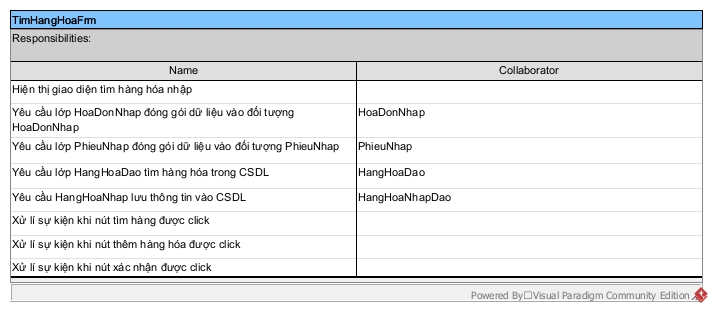 TimHangHoaFrm
Responsibilities:
Name
Collaborator
Hiện thị giao diện tìm hàng hóa nhập
Yêu cầu lớp HoaDonNhap đóng gói dữ liệu vào đối tượng
HoaDonNhap
HoaDonNhap
Yêu cầu lớp PhieuNhap đóng gói dữ liệu vào đối tượng PhieuNhap
PhieuNhap
Yêu cầu lớp HangHoaDao tìm hàng hóa trong CSDL
HangHoaDao
Yêu cầu HangHoaNhap lưu thông tin vào CSDL
HangHoaNhapDao
Xử lí sự kiện khi nút tìm hàng được click
Xử lí sự kiện khi nút thêm hàng hóa được click
Xử lí sự kiện khi nút xác nhận được click
Powered By□Visual Paradigm Community Edition